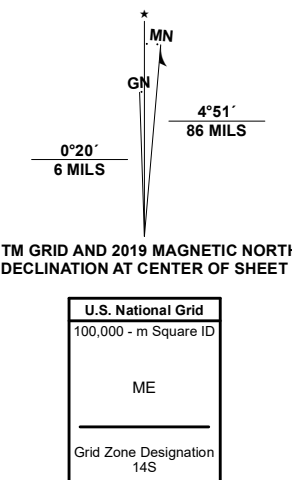 MN
GN
4°51´
86 MILS
0°20´
6 MILS
TM GRID AND 2019 MAGNETIC NORTH
DECLINATION AT CENTER OF SHEET
U.S. National Grid
100,000 - m Square ID
ME
Grid Zone Designation
14S